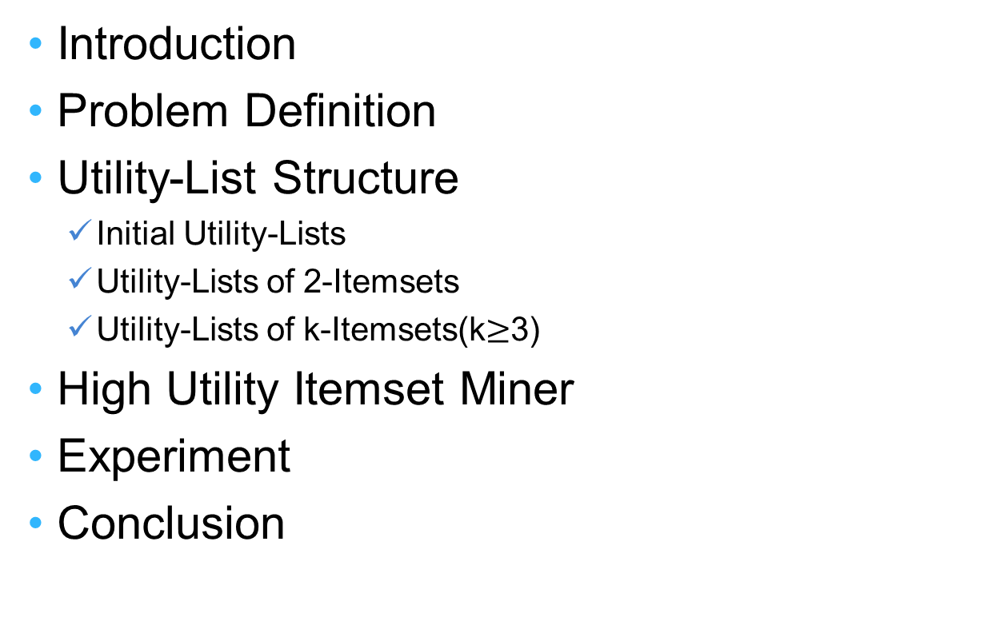 • Introduction
• Problem Definition
• Utility-List Structure
✓ Initial Utility-Lists
✓ Utility-Lists of 2-Itemsets
✓ Utility-Lists of k-Itemsets(k≥3)
• High Utility Itemset Miner
• Experiment
• Conclusion